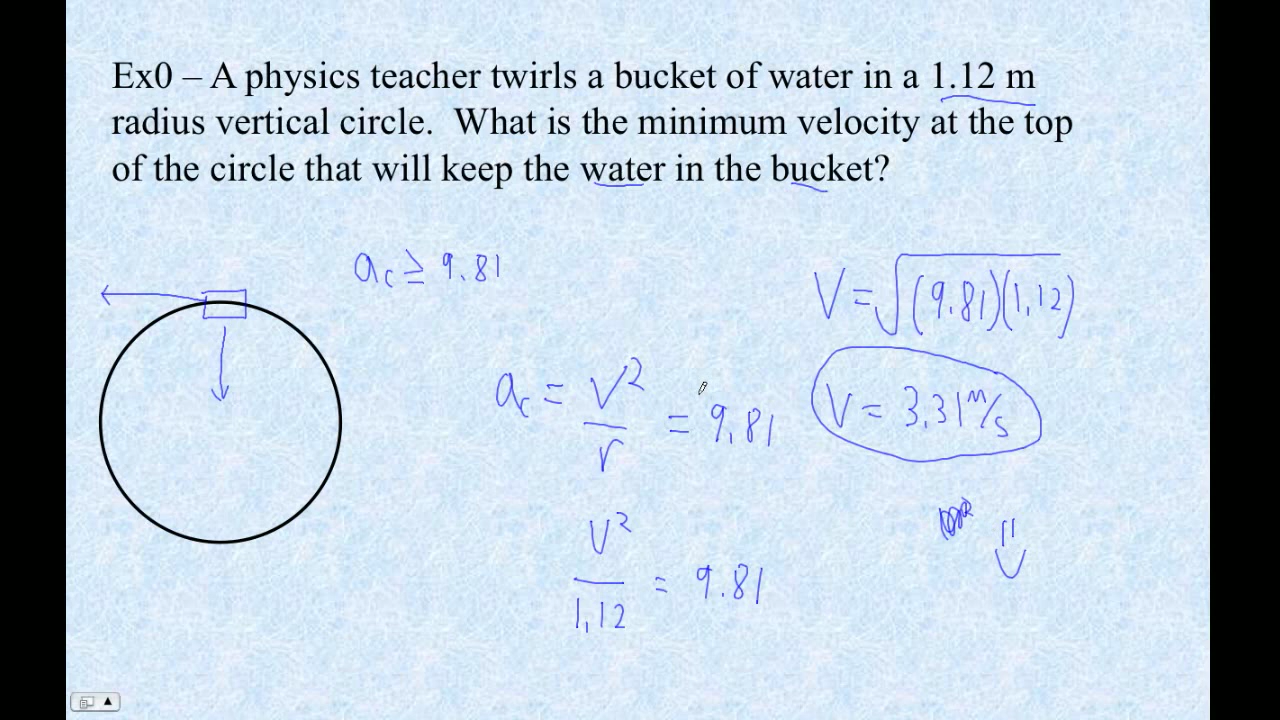 Ex0 – A physics teacher twirls a bucket of water in a 1.12 m
radius vertical circle.  What is the minimum velocity at the top
of the circle that will keep the water in the bucket?
ac ≥ 9.81
ac = v² / r = 9.81
v² / 1.12 = 9.81
V = √(9.81)(1.12)
V = 3.31 m/s